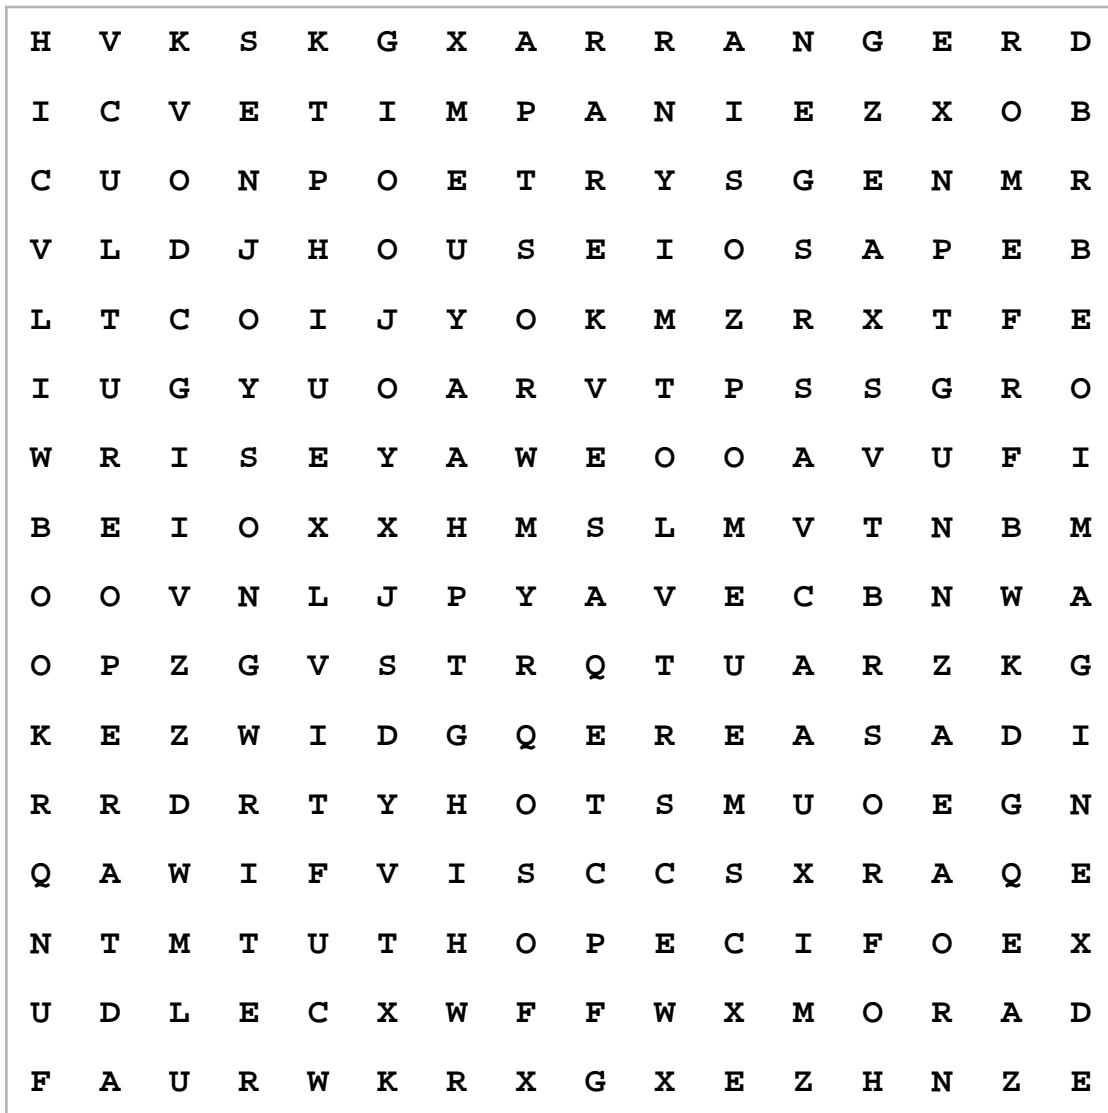 H V K S K G X A R R A N G E R D
I C V E T I M P A N I E Z X O B
C U O N P O E T R Y S G E N M R
V L D J H O U S E I O S A P E B
L T C O I J Y O K M Z R X T F E
I U G Y U O A R V T P S S G R O
W R I S E Y A W E O O A V U F I
B E I O X X H M S L M V T N B M
O O V N L J P Y A V E C B N W A
O P Z G V S T R Q T U A R Z K G
K E Z W I D G Q E R E A S A D I
R R D R T Y H O T S M U O E G N
Q A W I F V I S C C S X R A Q E
N T M T U T H O P E C I F O E X
U D L E C X W F F W X M O R A D
F A U R W K R X G X E Z H N Z E